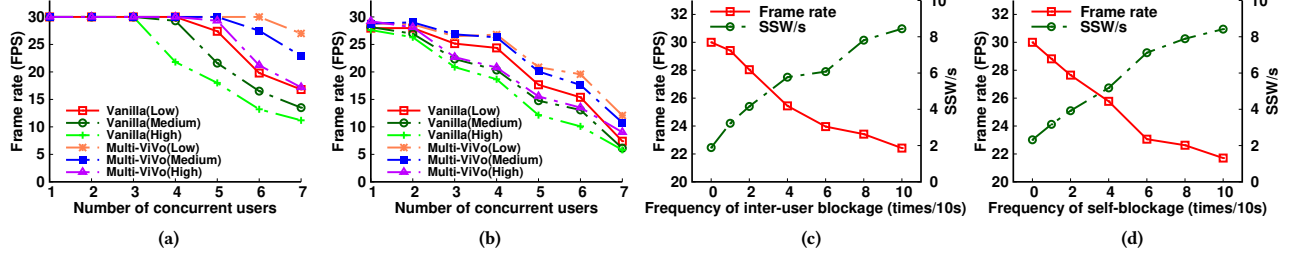 Frame rate (FPS)
30
25
20
15
10
5
0
Vanilla(Low)
Vanilla(Medium)
Vanilla(High)
Multi-ViVo(Low)
Multi-ViVo(Medium)
Multi-ViVo(High)
1 2 3 4 5 6 7
Number of concurrent users
(a)
Frame rate (FPS)
30
25
20
15
10
5
0
Vanilla(Low)
Vanilla(Medium)
Vanilla(High)
Multi-ViVo(Low)
Multi-ViVo(Medium)
Multi-ViVo(High)
1 2 3 4 5 6 7
Number of concurrent users
(b)
Frame rate (FPS)
32
30
28
26
24
22
20
Frame rate
SSW/s
10
8
6
4
2
0
SSW/s
0 2 4 6 8 10
Frequency of inter-user blockage (times/10s)
(c)
Frame rate (FPS)
32
30
28
26
24
22
20
Frame rate
SSW/s
10
8
6
4
2
0
SSW/s
0 2 4 6 8 10
Frequency of self-blockage (times/10s)
(d)